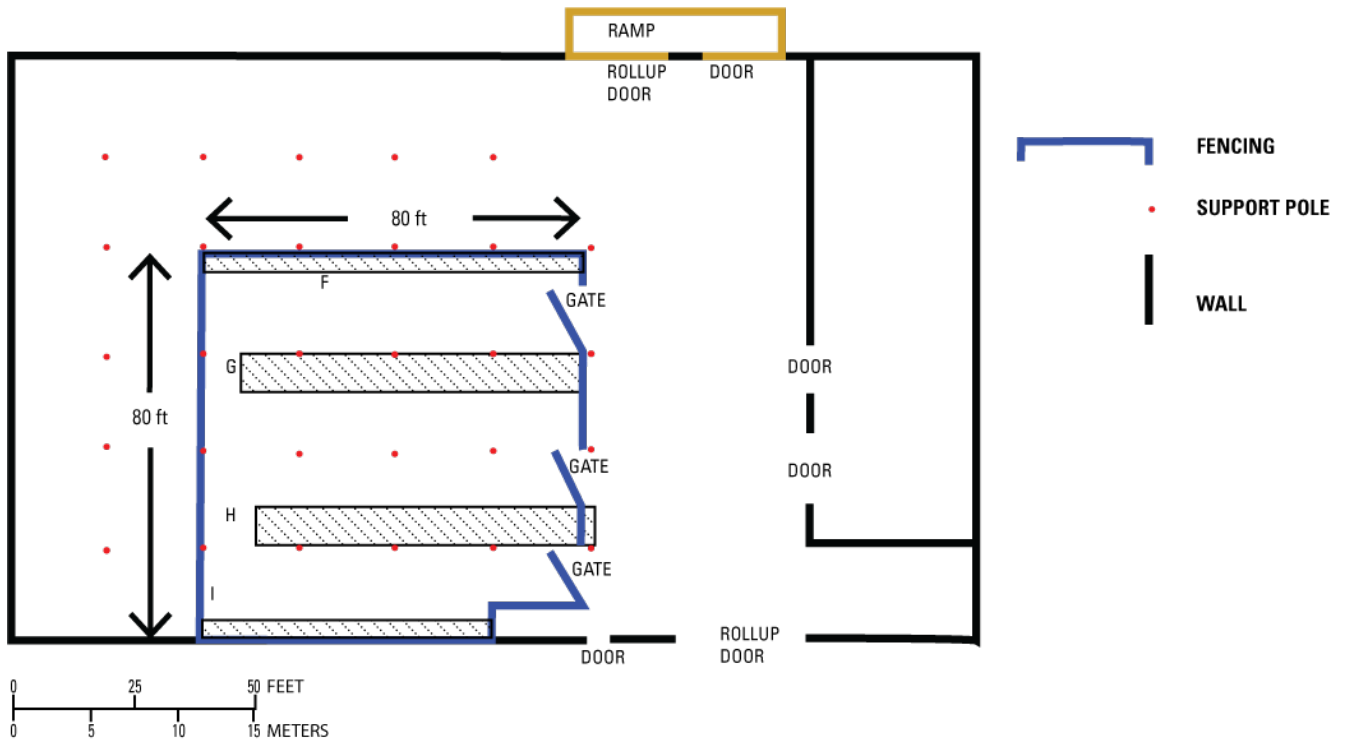 RAMP
ROLLUP
DOOR
DOOR
FENCING
SUPPORT POLE
WALL
80 ft
F
GATE
G
DOOR
80 ft
GATE
DOOR
H
GATE
I
ROLLUP
DOOR
DOOR
0 25 50 FEET
0 5 10 15 METERS